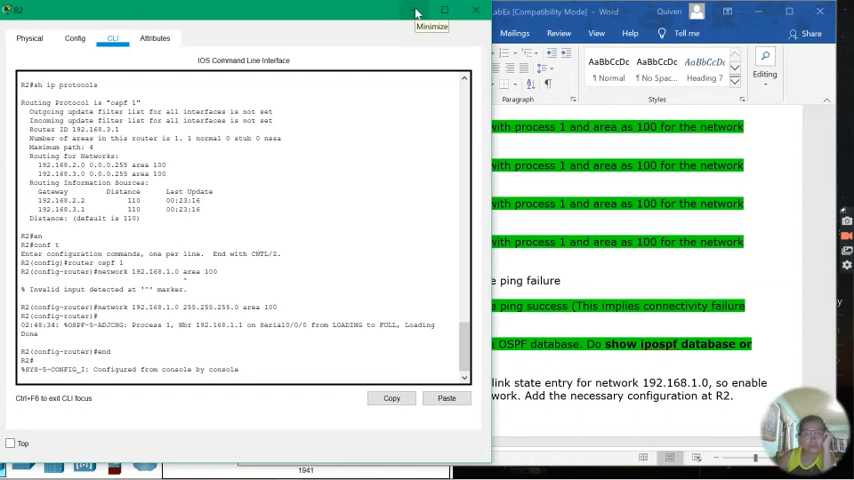 R2
LabEx [Compatibility Mode] - Word
Quiven
Minimize
Physical
Config
CLI
Attributes
Mailings
Review
View
Help
Tell me
Share
IOS Command Line Interface
AaBbCcDc
AaBbCcDc
AaBbCcD
¶ Normal
¶ No Spac...
Heading 7
Editing
Paragraph
Styles
R2#sh ip protocols
Routing Protocol is "ospf 1"
Outgoing update filter list for all interfaces is not set
Incoming update filter list for all interfaces is not set
Router ID 192.168.3.1
Number of areas in this router is 1. 1 normal 0 stub 0 nssa
Maximum path: 4
Routing for Networks:
192.168.2.0 0.0.0.255 area 100
192.168.3.0 0.0.0.255 area 100
Routing Information Sources:
Gateway Distance Last Update
192.168.2.2 110 00:23:16
192.168.3.1 110 00:23:16
Distance: (default is 110)
R2#en
R2#conf t
Enter configuration commands, one per line. End with CNTL/Z.
R2(config)#router ospf 1
R2(config-router)#network 192.168.1.0 area 100
^
% Invalid input detected at '^' marker.
R2(config-router)#network 192.168.1.0 255.255.255.0 area 100
R2(config-router)#
02:48:34: %OSPF-5-ADJCHG: Process 1, Nbr 192.168.1.1 on Serial0/0/0 from LOADING to FULL, Loading
Done
R2(config-router)#end
R2#
%SYS-5-CONFIG_I: Configured from console by console
Ctrl+F6 to exit CLI focus
Copy
Paste
Top
1941
with process 1 and area as 100 for the network
with process 1 and area as 100 for the network
with process 1 and area as 100 for the network
with process 1 and area as 100 for the network
e ping failure
e ping success (This implies connectivity failure
e OSPF database. Do show ipospf database or
link state entry for network 192.168.1.0, so enable
work. Add the necessary configuration at R2.